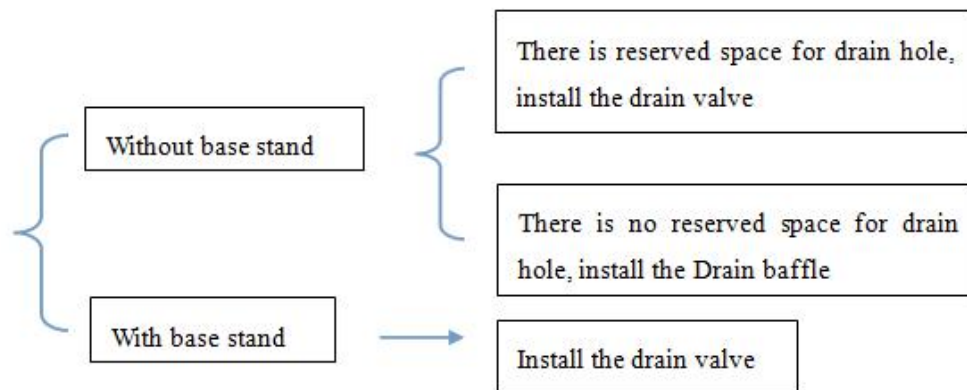 There is reserved space for drain hole,
install the drain valve
Without base stand
There is no reserved space for drain
hole, install the Drain baffle
With base stand
Install the drain valve